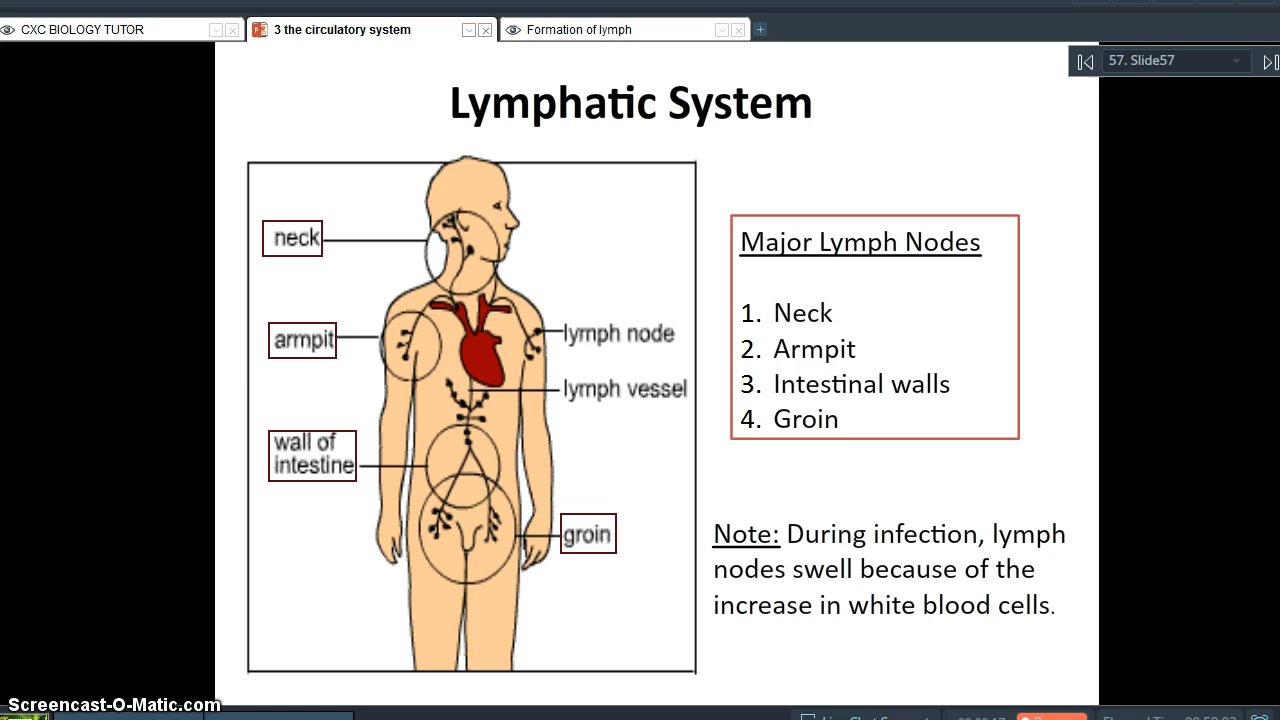 CXC BIOLOGY TUTOR
3 the circulatory system
Formation of lymph
57. Slide57
Lymphatic System
neck
armpit
wall of
intestine
lymph node
lymph vessel
groin
Major Lymph Nodes
1. Neck
2. Armpit
3. Intestinal walls
4. Groin
Note: During infection, lymph
nodes swell because of the
increase in white blood cells.
Screencast-O-Matic.com